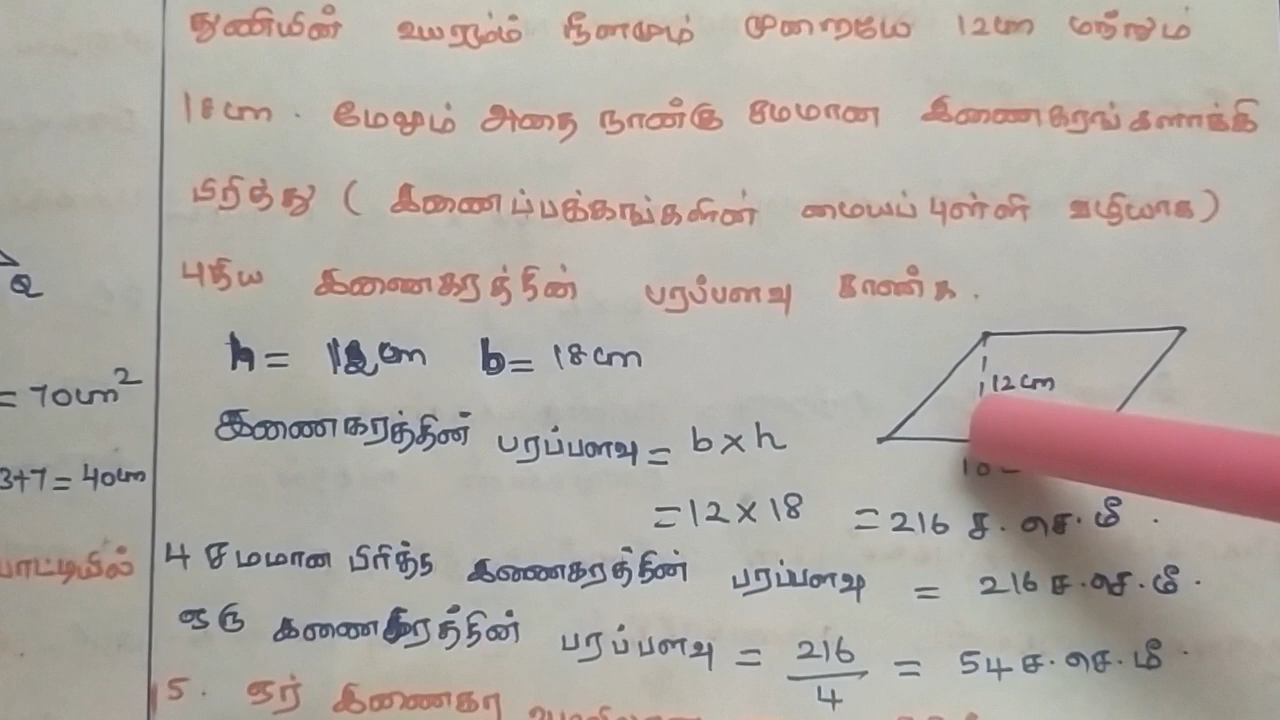 துணியின் உயரமும் நீளமும் முறையே 12cm மற்றும்
18cm. மேலும் அதை நான்கு சமமான இணைகரங்களாக்கி
பிரித்து ( இணைப்பக்கங்களின் மையப் புள்ளி வழியாக )
புதிய இணைகரத்தின் பரப்பளவு காண்க.
Q
h = 12cm b = 18cm
12cm
= 70cm²
இணைகரத்தின் பரப்பளவு = b x h
3+7 = 40cm
= 12 x 18 = 216 ச.செ.மீ.
பாட்டியில்
4 சமமான பிரித்த இணைகரத்தின் பரப்பளவு = 216 ச.செ.மீ.
ஒரு இணைகரத்தின் பரப்பளவு = 216/4 = 54 ச.செ.மீ.
5. ஓர் இணைகர